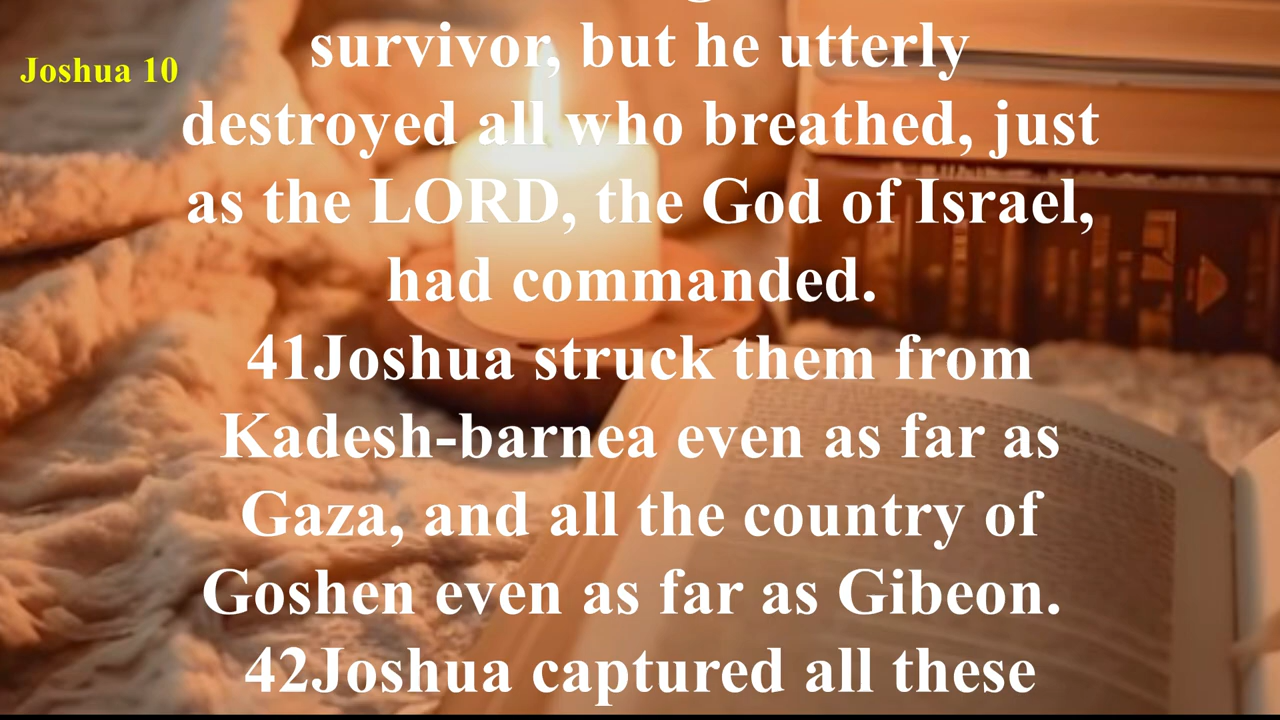 Joshua 10
survivor, but he utterly
destroyed all who breathed, just
as the LORD, the God of Israel,
had commanded.
41Joshua struck them from
Kadesh-barnea even as far as
Gaza, and all the country of
Goshen even as far as Gibeon.
42Joshua captured all these